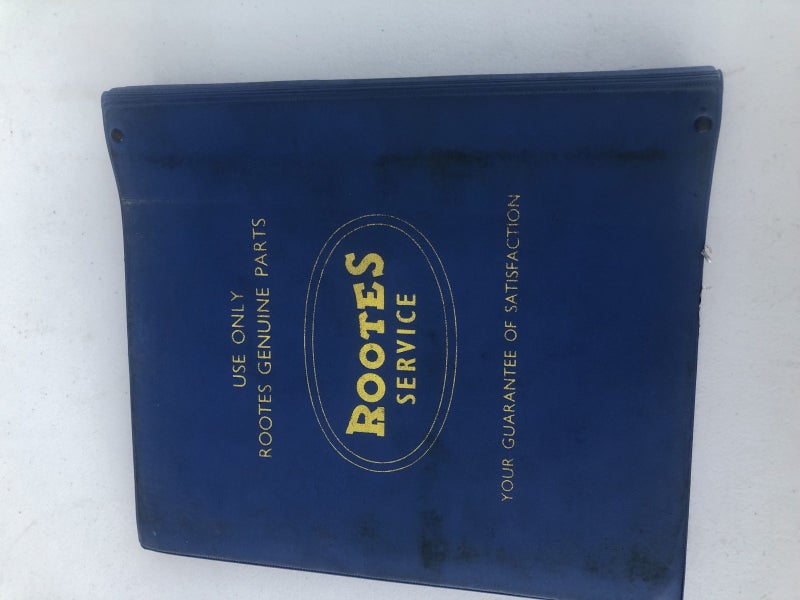 USE ONLY
ROOTES GENUINE PARTS
ROOTES
SERVICE
YOUR GUARANTEE OF SATISFACTION